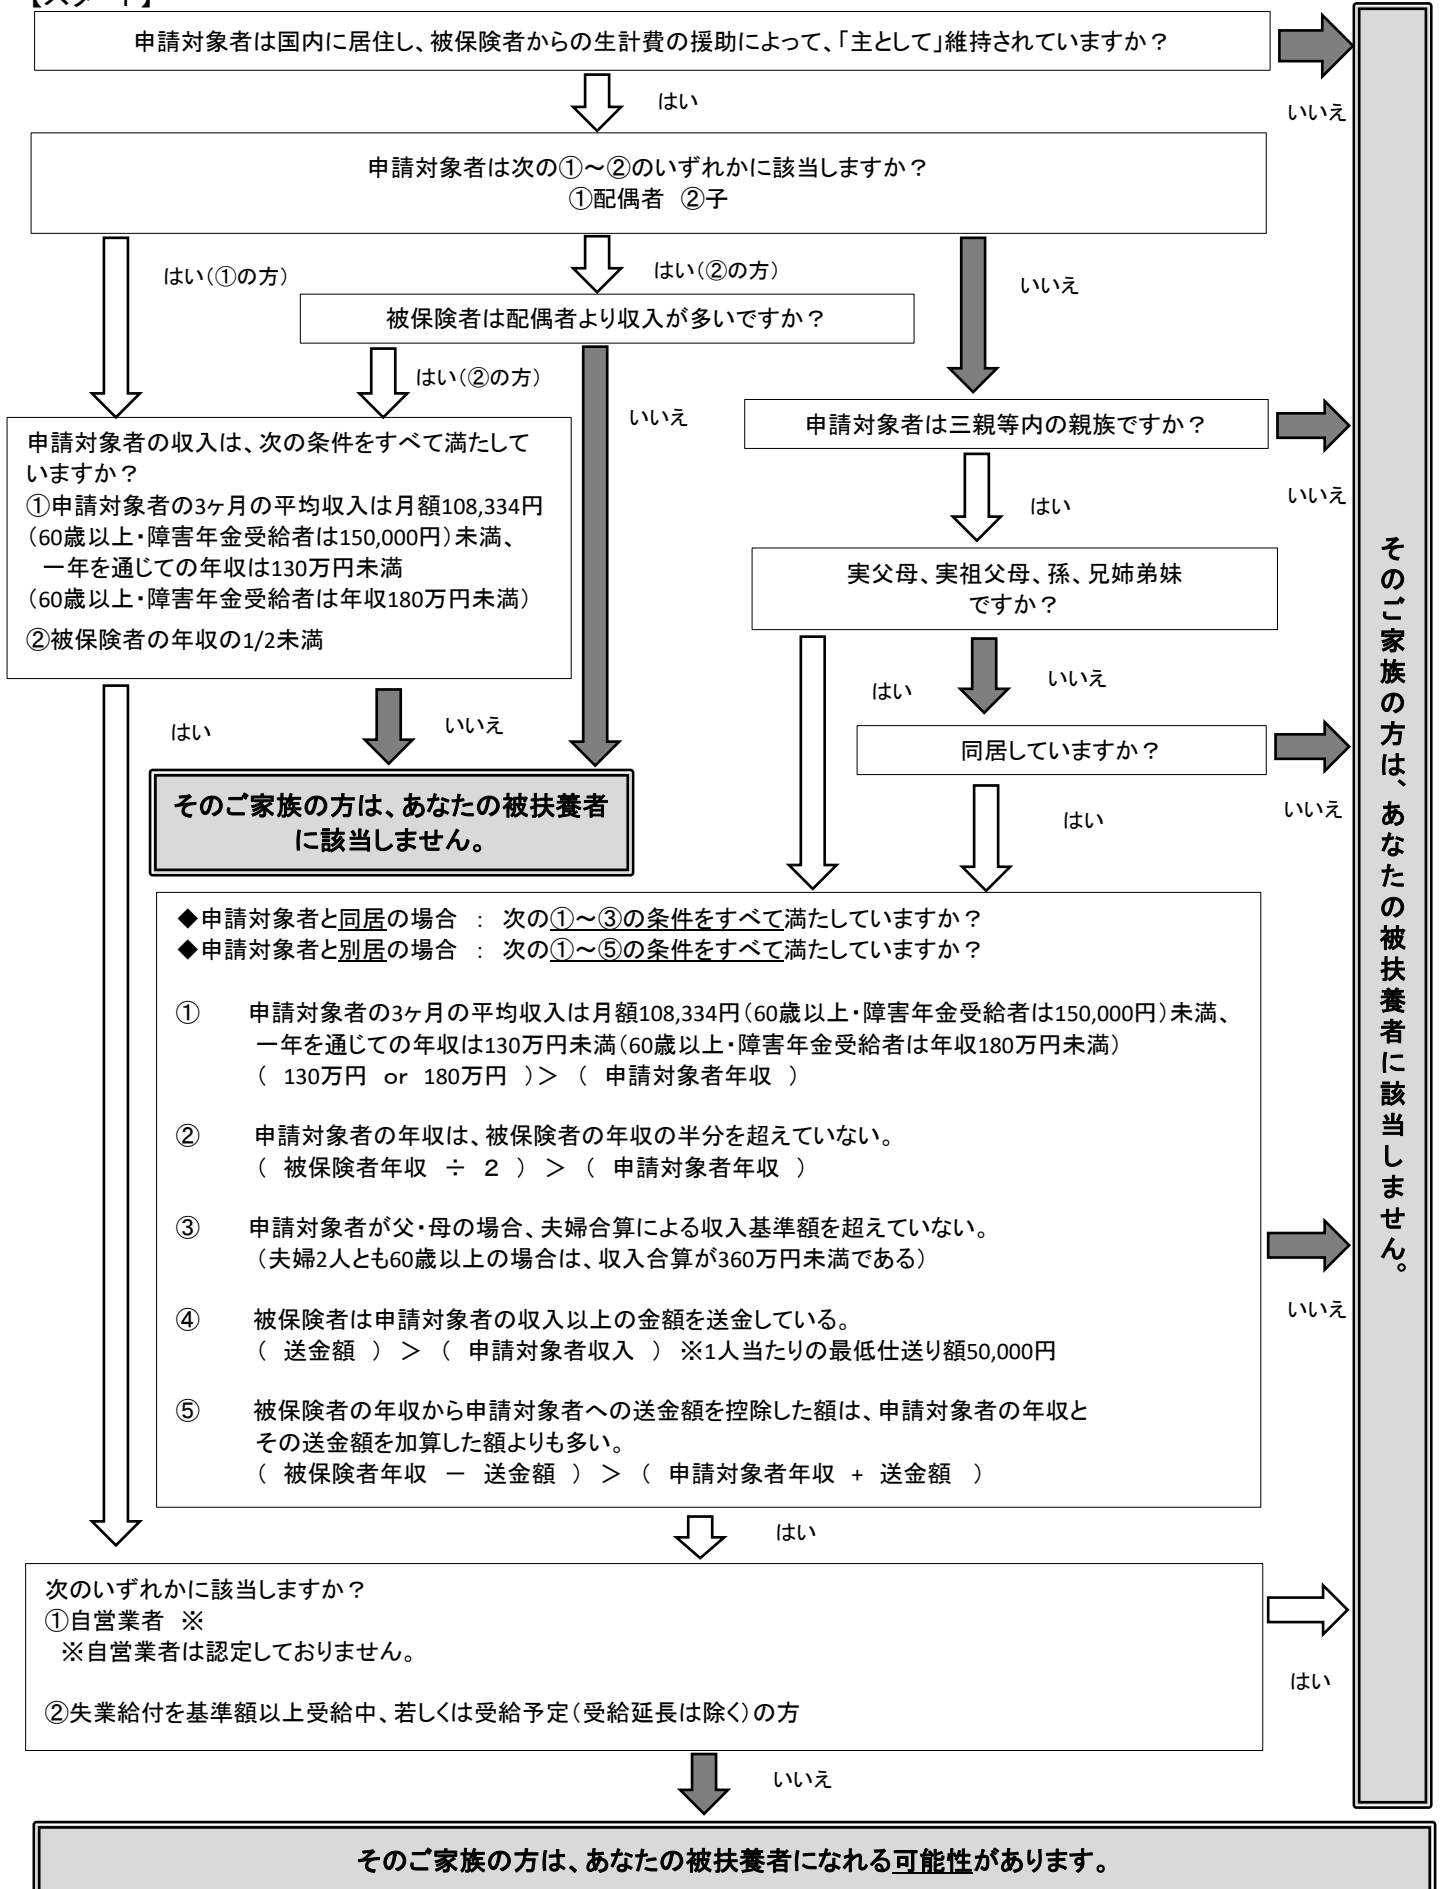 【スタート】
申請対象者は国内に居住し、被保険者からの生計費の援助によって、「主として」維持されていますか？
はい
いいえ
申請対象者は次の①～②のいずれかに該当しますか？
①配偶者 ②子
はい（①の方）
はい（②の方）
いいえ
被保険者は配偶者より収入が多いですか？
はい（②の方）
いいえ
申請対象者は三親等内の親族ですか？
いいえ
はい
申請対象者の収入は、次の条件をすべて満たして
いますか？
①申請対象者の3ヶ月の平均収入は月額108,334円
（60歳以上・障害年金受給者は150,000円）未満、
一年を通じての年収は130万円未満
（60歳以上・障害年金受給者は年収180万円未満）
②被保険者の年収の1/2未満
実父母、実祖父母、孫、兄姉弟妹
ですか？
はい
いいえ
はい
いいえ
同居していますか？
いいえ
はい
そのご家族の方は、あなたの被扶養者
に該当しません。
そのご家族の方は、あなたの被扶養者に該当しません。
◆申請対象者と同居の場合 ： 次の①～③の条件をすべて満たしていますか？
◆申請対象者と別居の場合 ： 次の①～⑤の条件をすべて満たしていますか？
① 申請対象者の3ヶ月の平均収入は月額108,334円（60歳以上・障害年金受給者は150,000円）未満、
一年を通じての年収は130万円未満（60歳以上・障害年金受給者は年収180万円未満）
（ 130万円 or 180万円 ）＞（ 申請対象者年収 ）
② 申請対象者の年収は、被保険者の年収の半分を超えていない。
（ 被保険者年収 ÷ 2 ） ＞（ 申請対象者年収 ）
③ 申請対象者が父・母の場合、夫婦合算による収入基準額を超えていない。
（夫婦2人とも60歳以上の場合は、収入合算が360万円未満である）
④ 被保険者は申請対象者の収入以上の金額を送金している。
（ 送金額 ） ＞ （ 申請対象者収入 ） ※1人当たりの最低仕送り額50,000円
⑤ 被保険者の年収から申請対象者への送金額を控除した額は、申請対象者の年収と
その送金額を加算した額よりも多い。
（ 被保険者年収 － 送金額 ） ＞ （ 申請対象者年収 + 送金額 ）
いいえ
はい
次のいずれかに該当しますか？
①自営業者 ※
※自営業者は認定しておりません。
②失業給付を基準額以上受給中、若しくは受給予定（受給延長は除く）の方
はい
いいえ
そのご家族の方は、あなたの被扶養者になれる可能性があります。